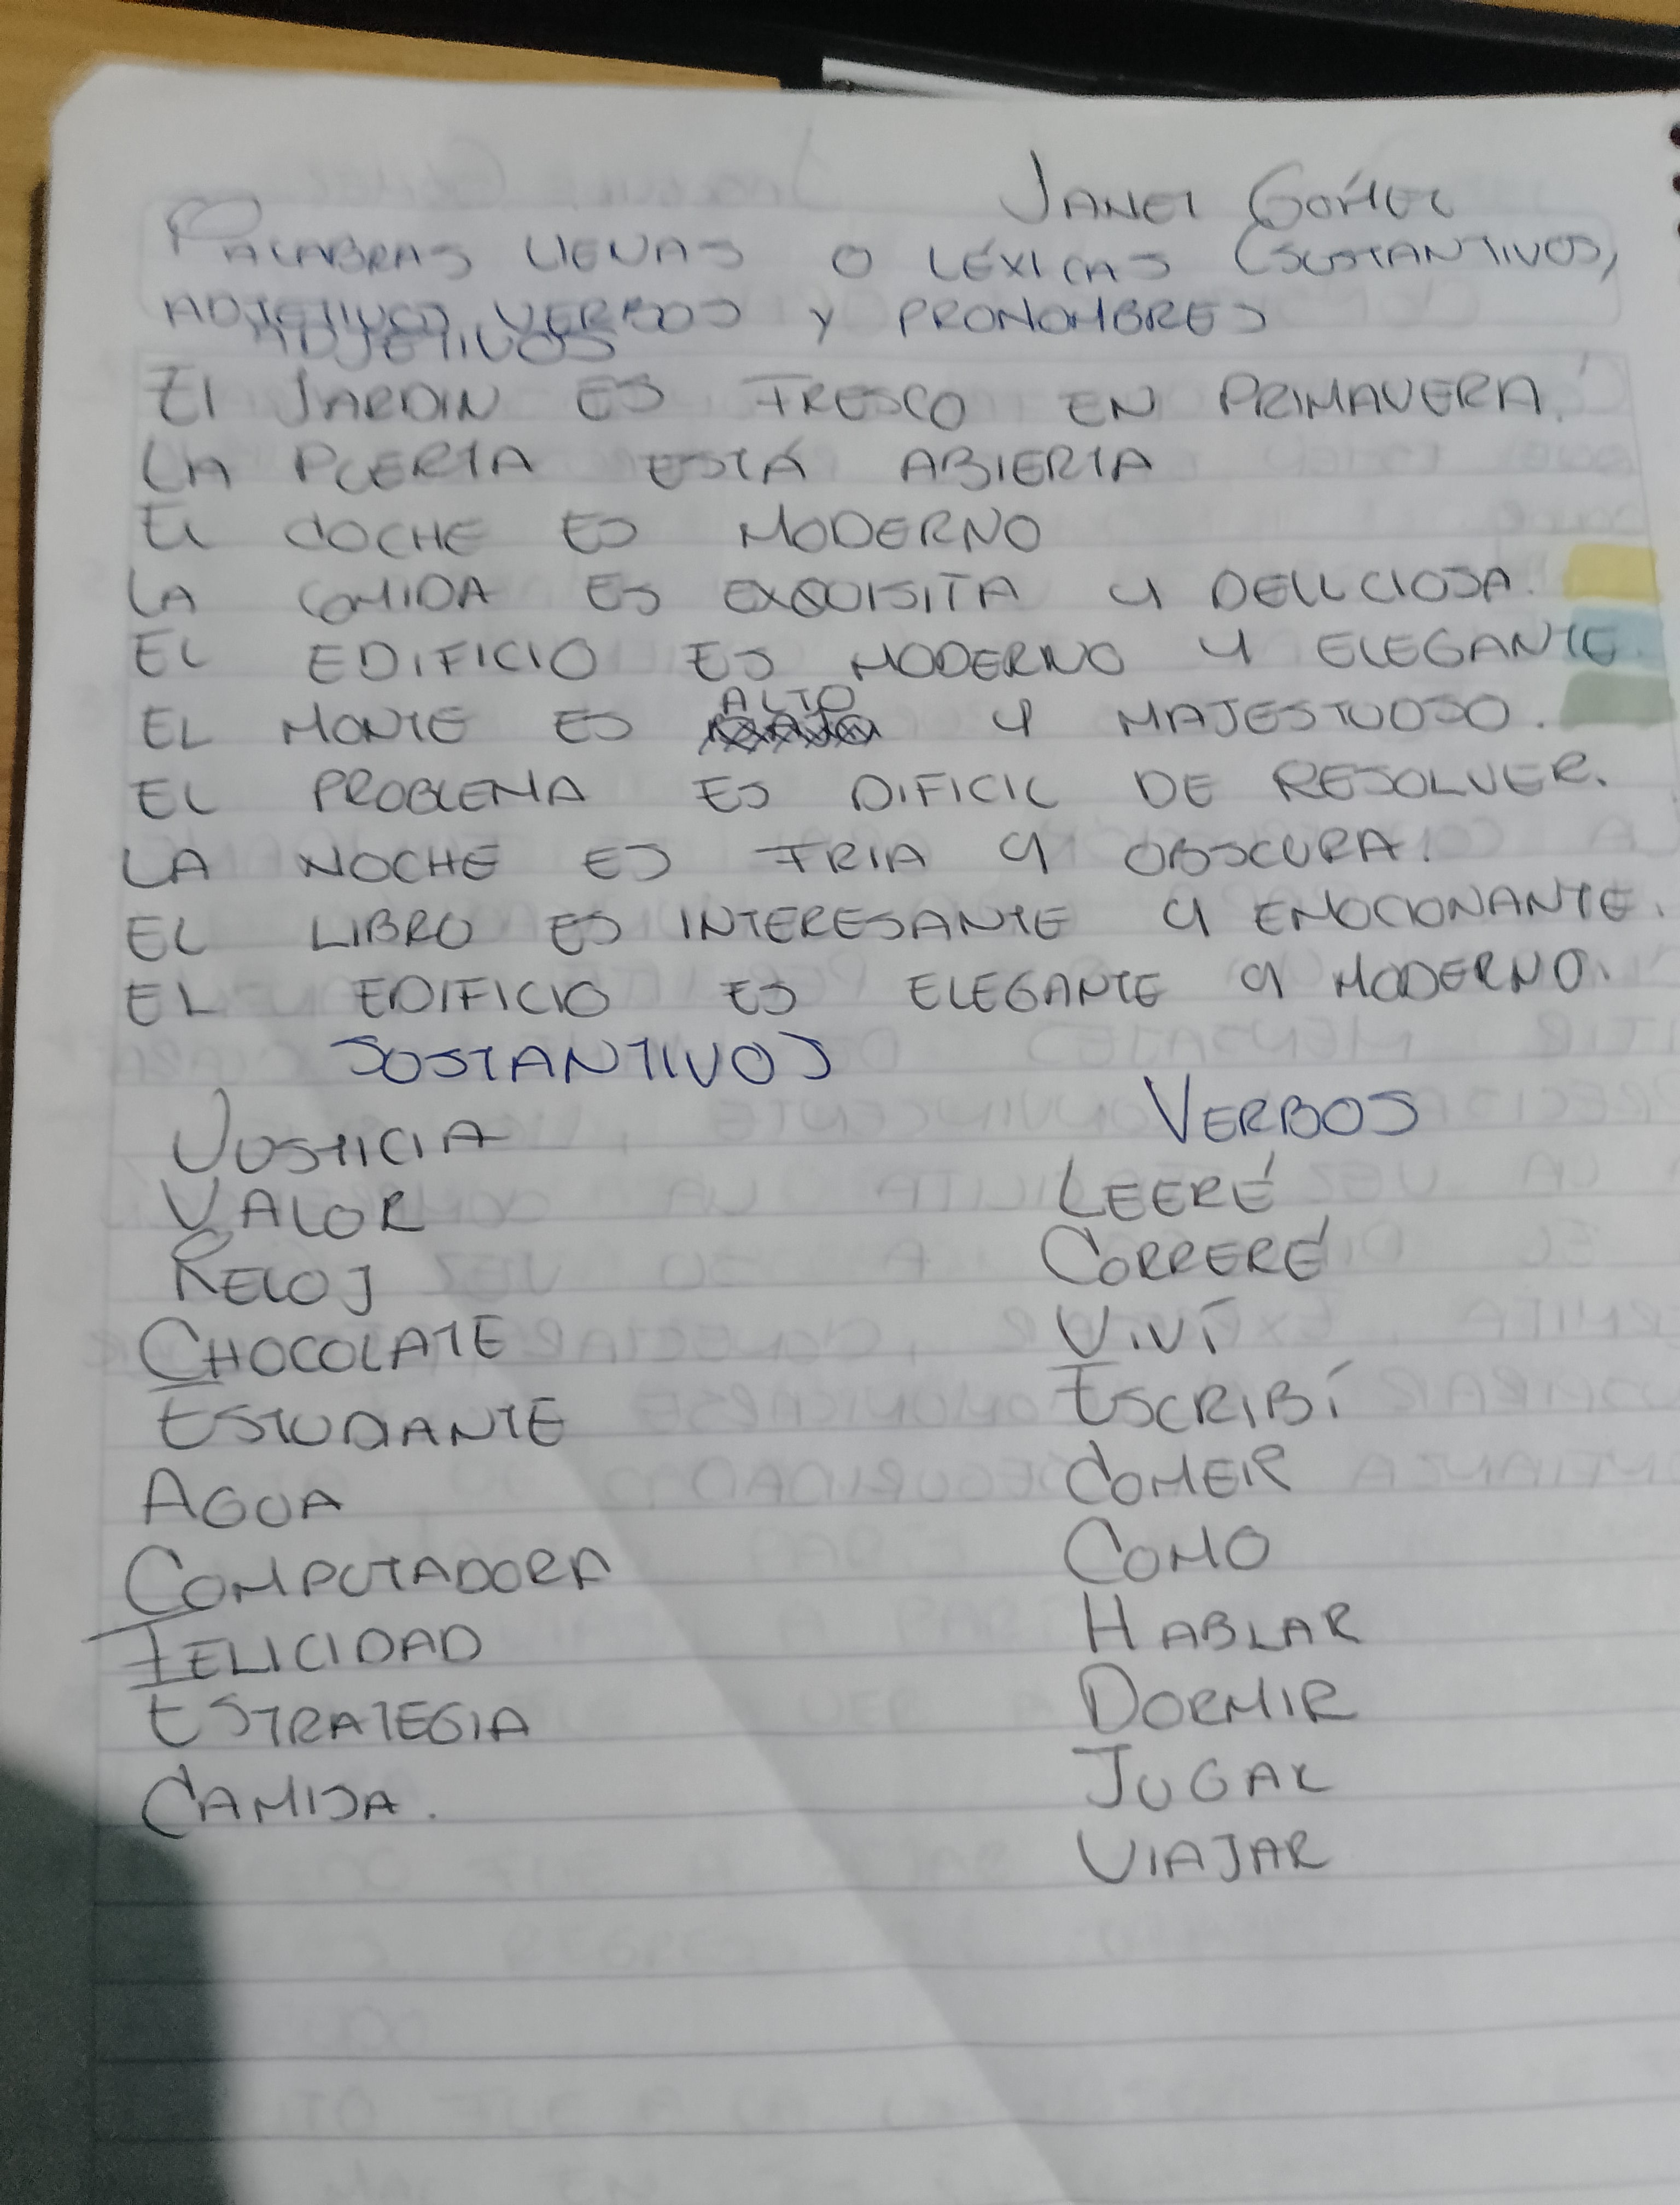 JANET GÓMEZ
PALABRAS LLENAS O LÉXICAS (SUSTANTIVOS,
ADJETIVOS VERBOS Y PRONOMBRES
ADJETIVOS
El JARDIN ES FRESCO EN PRIMAVERA.
LA PUERTA ESTÁ ABIERTA
EL COCHE ES MODERNO
LA COMIDA ES EXQUISITA Y DELICIOSA.
EL EDIFICIO ES MODERNO Y ELEGANTE
EL MONTE ES ALTO Y MAJESTUOSO.
EL PROBLEMA ES DIFICIL DE RESOLVER.
LA NOCHE ES FRIA Y OBSCURA.
EL LIBRO ES INTERESANTE Y EMOCIONANTE.
EL EDIFICIO ES ELEGANTE Y MODERNO.
SUSTANTIVOS
JUSTICIA
VALOR
RELOJ
CHOCOLATE
ESTUDIANTE
AGUA
COMPUTADORA
FELICIDAD
ESTRATEGIA
CAMISA.
VERBOS
LEERÉ
CORRERÉ
VIVÍ
ESCRIBÍ
COMER
COMO
HABLAR
DORMIR
JUGAR
VIAJAR